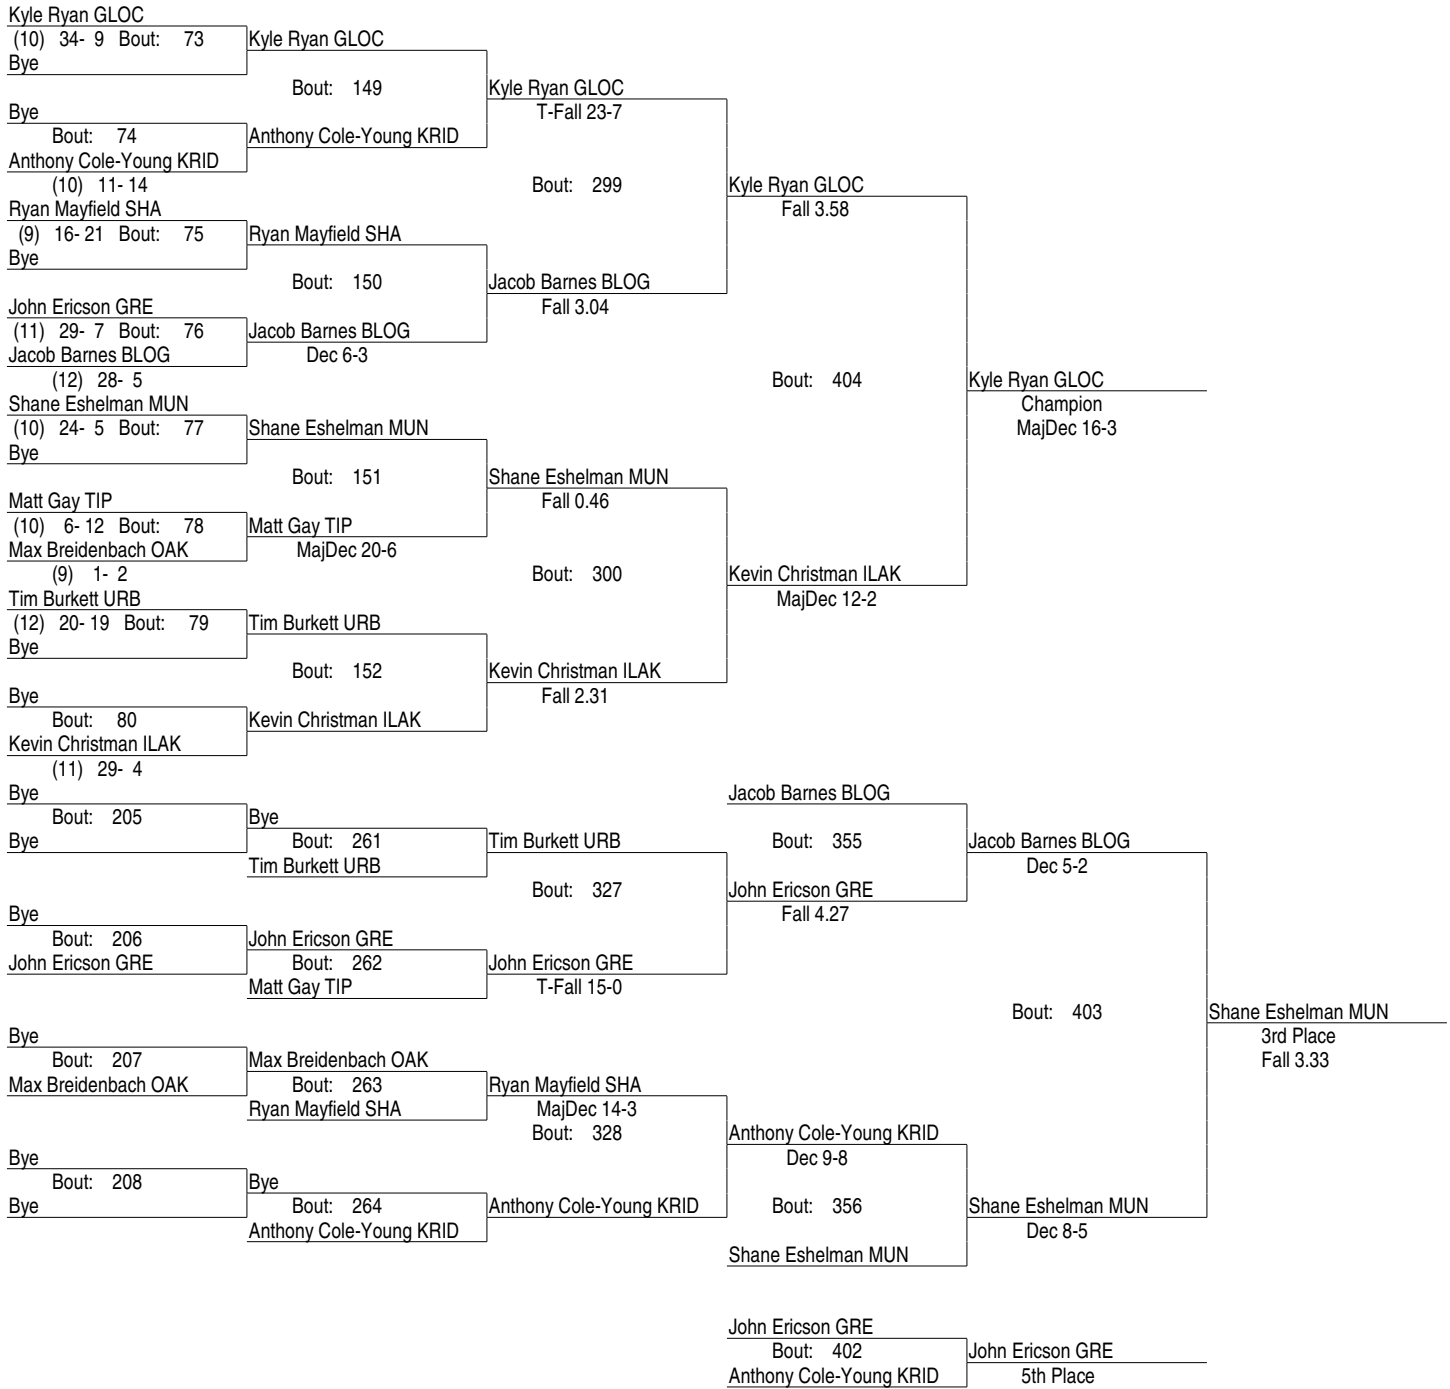 Kyle Ryan GLOC
(10) 34- 9 Bout: 73 Kyle Ryan GLOC
Bye
Bout: 149 Kyle Ryan GLOC
Bye T-Fall 23-7
Bout: 74 Anthony Cole-Young KRID
Anthony Cole-Young KRID
(10) 11- 14 Bout: 299 Kyle Ryan GLOC
Ryan Mayfield SHA Fall 3.58
(9) 16- 21 Bout: 75 Ryan Mayfield SHA
Bye
Bout: 150 Jacob Barnes BLOG
John Ericson GRE Fall 3.04
(11) 29- 7 Bout: 76 Jacob Barnes BLOG
Jacob Barnes BLOG Dec 6-3
(12) 28- 5 Bout: 404 Kyle Ryan GLOC
Shane Eshelman MUN Champion
(10) 24- 5 Bout: 77 Shane Eshelman MUN MajDec 16-3
Bye
Bout: 151 Shane Eshelman MUN
Matt Gay TIP Fall 0.46
(10) 6- 12 Bout: 78 Matt Gay TIP
Max Breidenbach OAK MajDec 20-6
(9) 1- 2 Bout: 300 Kevin Christman ILAK
Tim Burkett URB MajDec 12-2
(12) 20- 19 Bout: 79 Tim Burkett URB
Bye
Bout: 152 Kevin Christman ILAK
Bye Fall 2.31
Bout: 80 Kevin Christman ILAK
Kevin Christman ILAK
(11) 29- 4
Bye Jacob Barnes BLOG
Bout: 205 Bye
Bye Bout: 261 Tim Burkett URB Bout: 355 Jacob Barnes BLOG
Tim Burkett URB Dec 5-2
Bout: 327 John Ericson GRE
Bye Fall 4.27
Bout: 206 John Ericson GRE
John Ericson GRE Bout: 262 John Ericson GRE
Matt Gay TIP T-Fall 15-0
Bout: 403 Shane Eshelman MUN
Bye 3rd Place
Bout: 207 Max Breidenbach OAK Fall 3.33
Max Breidenbach OAK Bout: 263 Ryan Mayfield SHA
Ryan Mayfield SHA MajDec 14-3
Bout: 328 Anthony Cole-Young KRID
Bye Dec 9-8
Bout: 208 Bye
Bye Bout: 264 Anthony Cole-Young KRID Bout: 356 Shane Eshelman MUN
Anthony Cole-Young KRID Dec 8-5
Shane Eshelman MUN
John Ericson GRE
Bout: 402 John Ericson GRE
Anthony Cole-Young KRID 5th Place